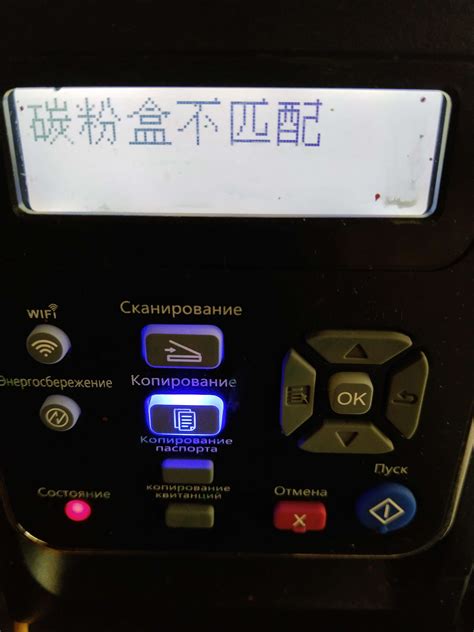 碳粉盒不匹配
WiFi
Сканирование
Энергосбережение
Копирование
OK
Копирование
паспорта
Пуск
Состояние
копирование
квитанций
Отмена
X